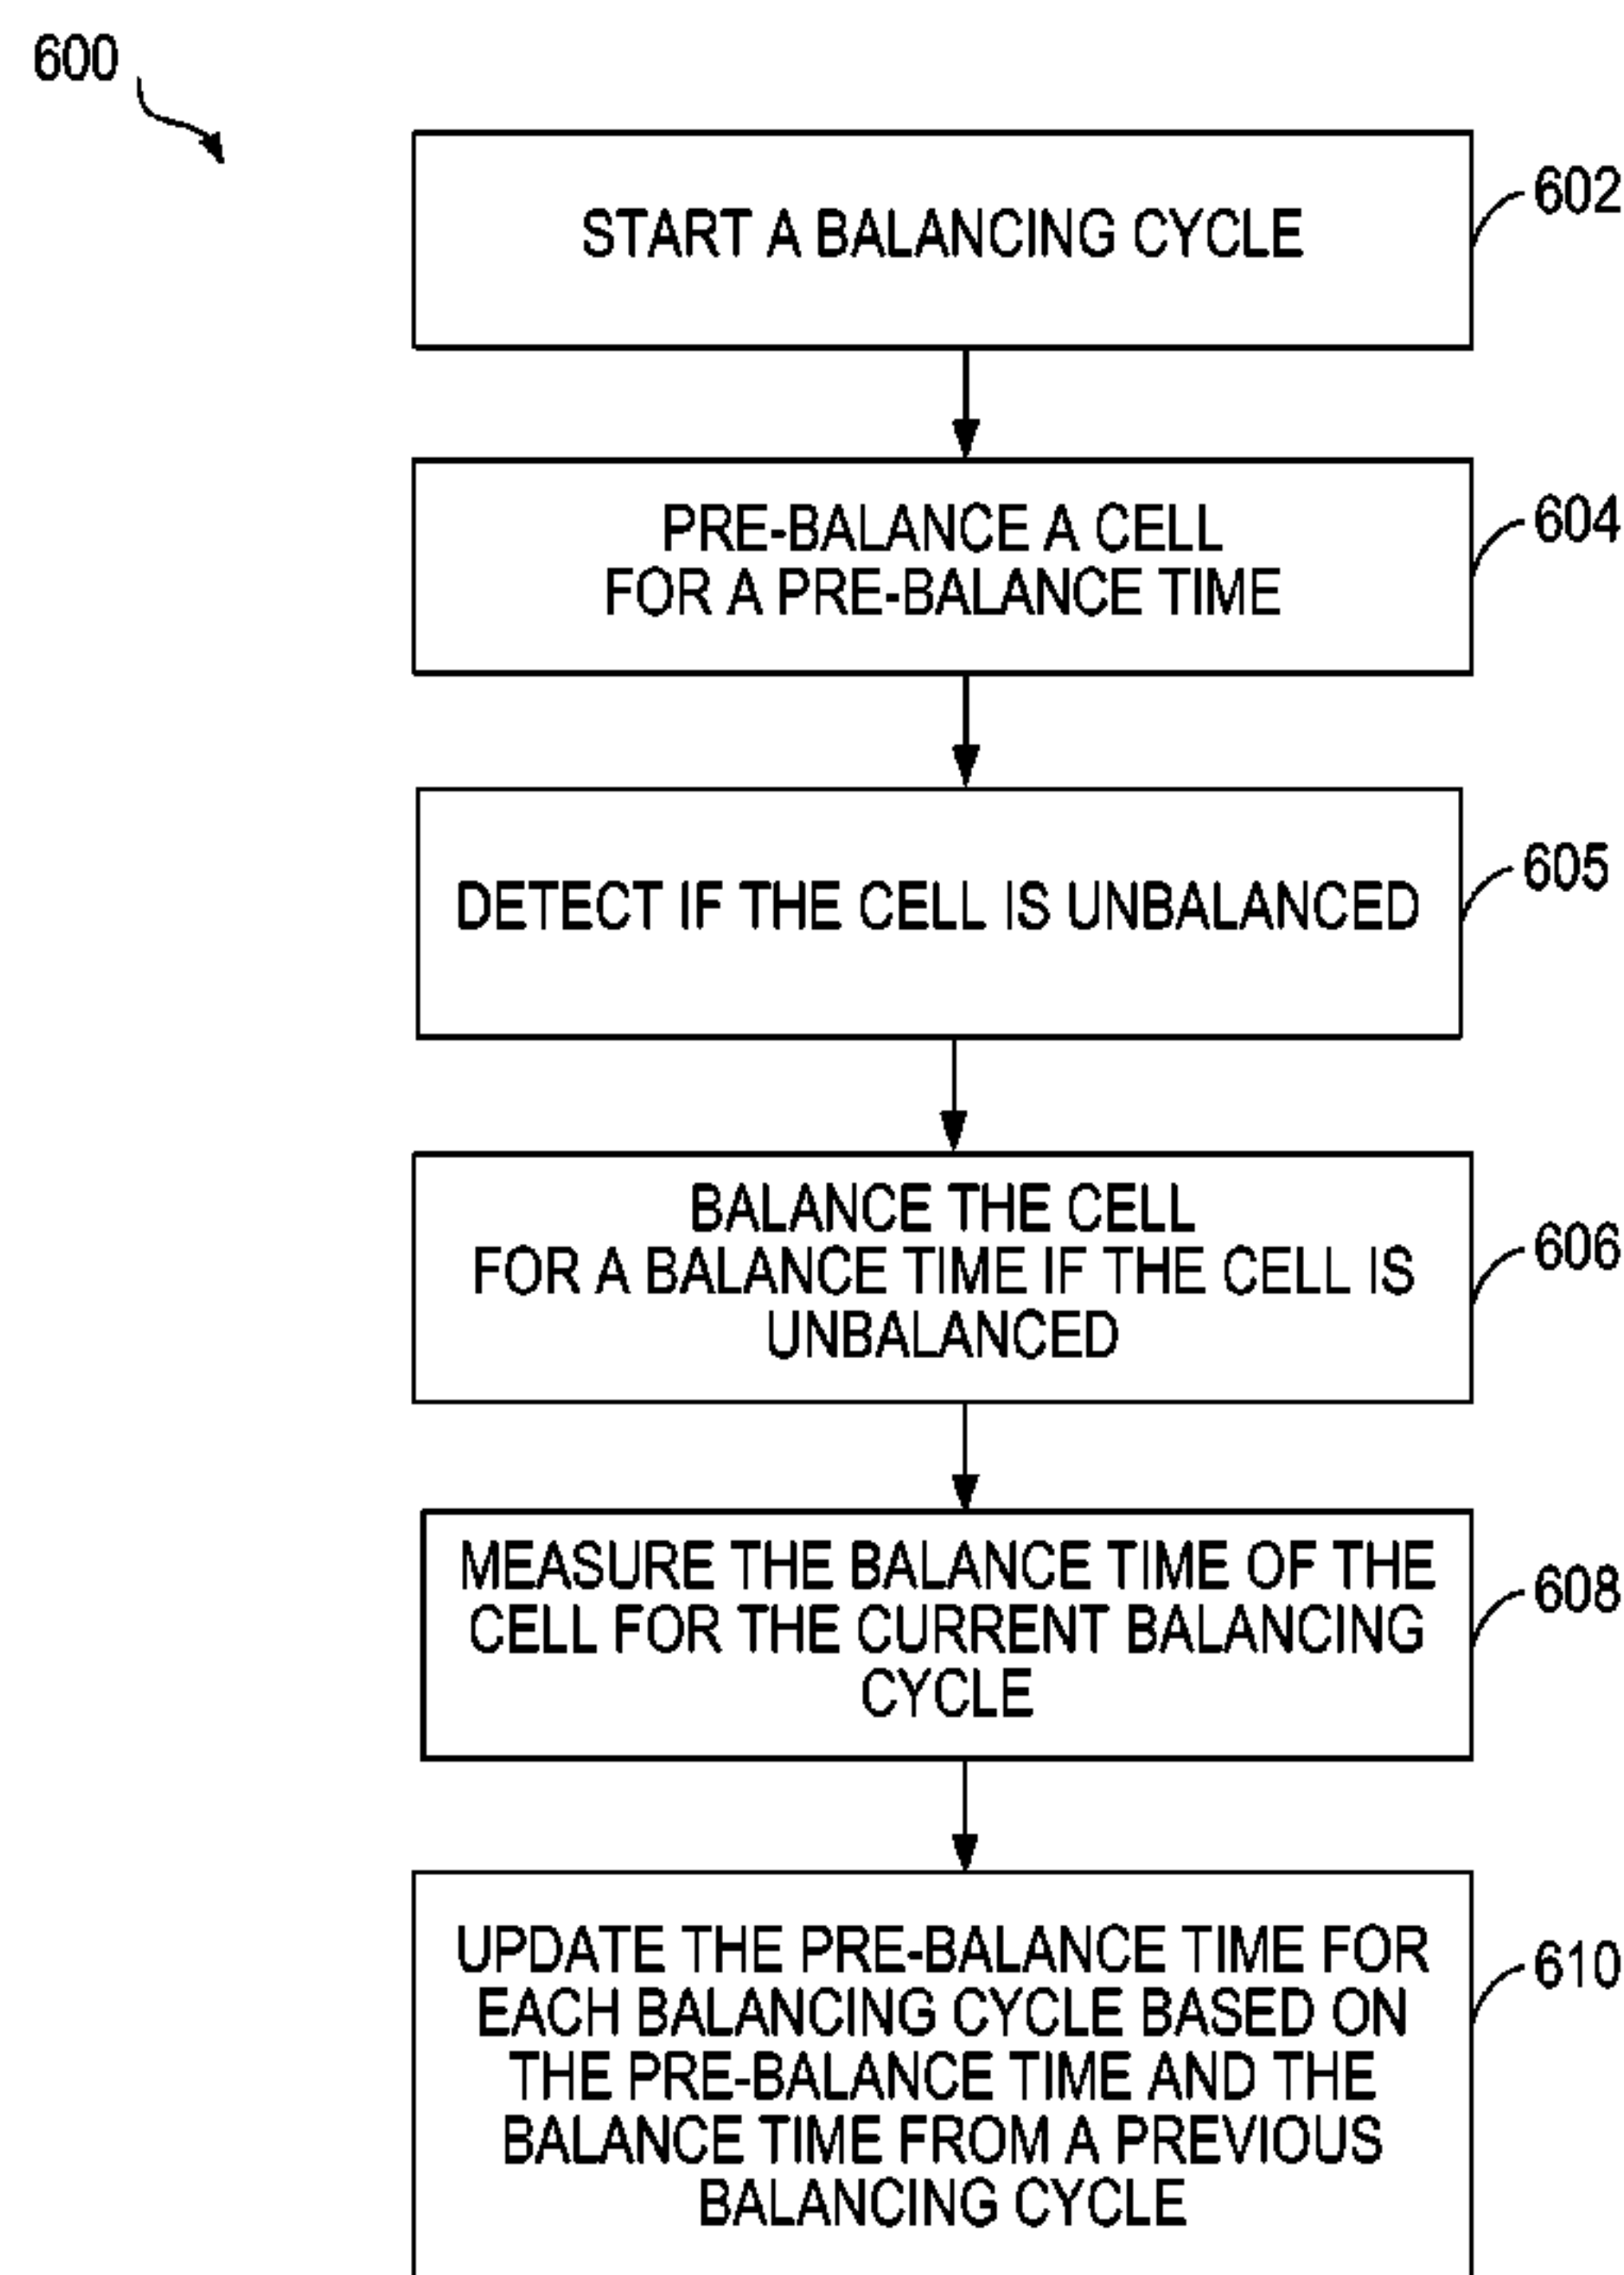 600
START A BALANCING CYCLE
602
PRE-BALANCE A CELL
FOR A PRE-BALANCE TIME
604
DETECT IF THE CELL IS UNBALANCED
605
BALANCE THE CELL
FOR A BALANCE TIME IF THE CELL IS
UNBALANCED
606
MEASURE THE BALANCE TIME OF THE
CELL FOR THE CURRENT BALANCING
CYCLE
608
UPDATE THE PRE-BALANCE TIME FOR
EACH BALANCING CYCLE BASED ON
THE PRE-BALANCE TIME AND THE
BALANCE TIME FROM A PREVIOUS
BALANCING CYCLE
610